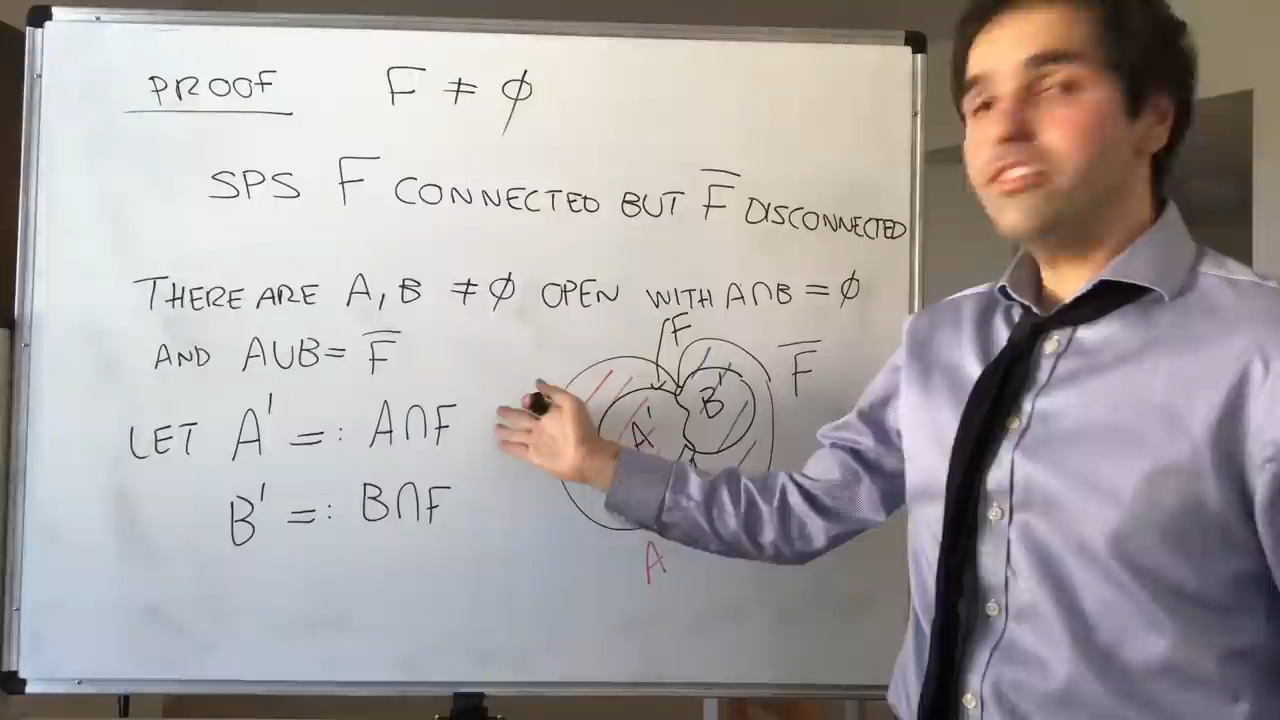 PROOF F ≠ ∅
SPS F CONNECTED BUT F̅ DISCONNECTED
THERE ARE A, B ≠ ∅ OPEN WITH A∩B = ∅
AND A∪B = F̅
LET A' =: A∩F
B' =: B∩F
F
F̅
A'
B'
A